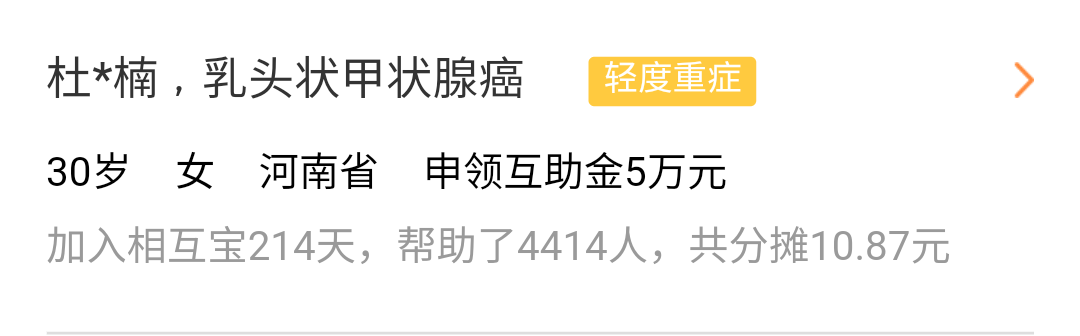 杜*楠，乳头状甲状腺癌 轻度重症
30岁 女 河南省 申领互助金5万元
加入相互宝214天，帮助了4414人，共分摊10.87元